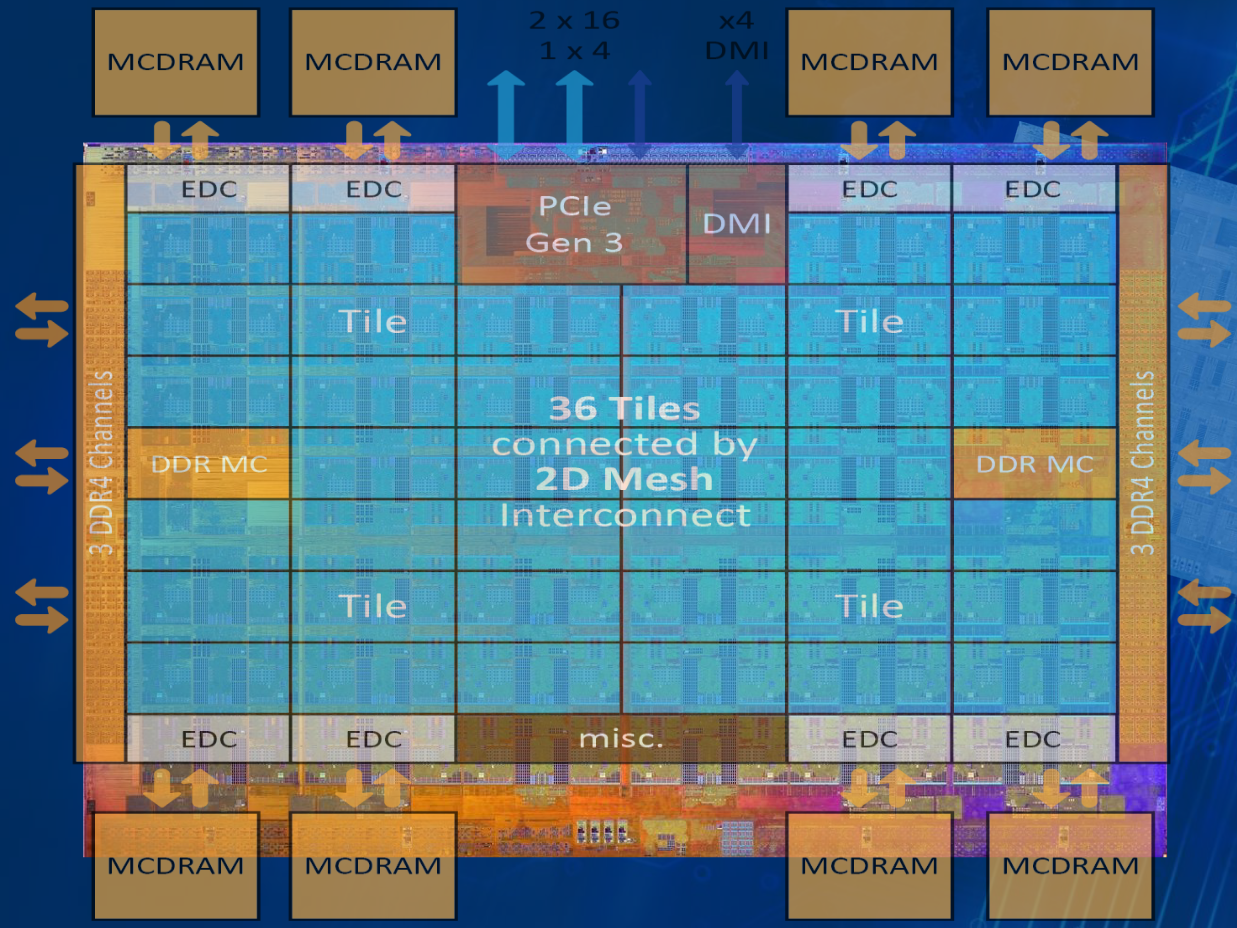 MCDRAM
MCDRAM
2 x 16
1 x 4
x4
DMI
MCDRAM
MCDRAM
EDC
EDC
PCIe
Gen 3
DMI
EDC
EDC
Tile
Tile
3 DDR4 Channels
36 Tiles
connected by
2D Mesh
Interconnect
DDR MC
DDR MC
3 DDR4 Channels
Tile
Tile
EDC
EDC
misc.
EDC
EDC
MCDRAM
MCDRAM
MCDRAM
MCDRAM